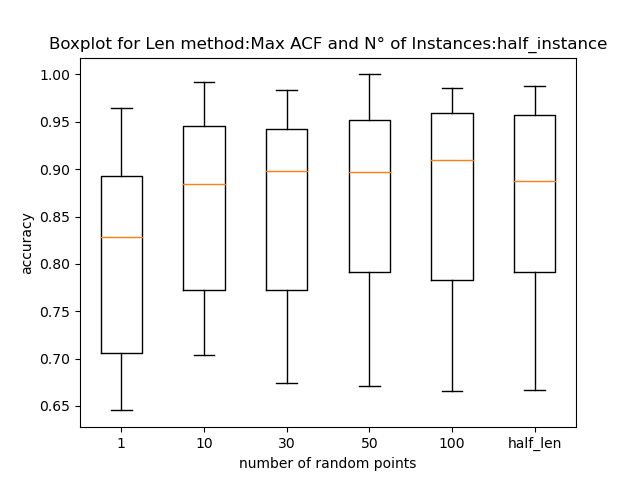 Boxplot for Len method:Max ACF and N° of Instances:half_instance
1.00
0.95
0.90
0.85
0.80
0.75
0.70
0.65
accuracy
1 10 30 50 100 half_len
number of random points